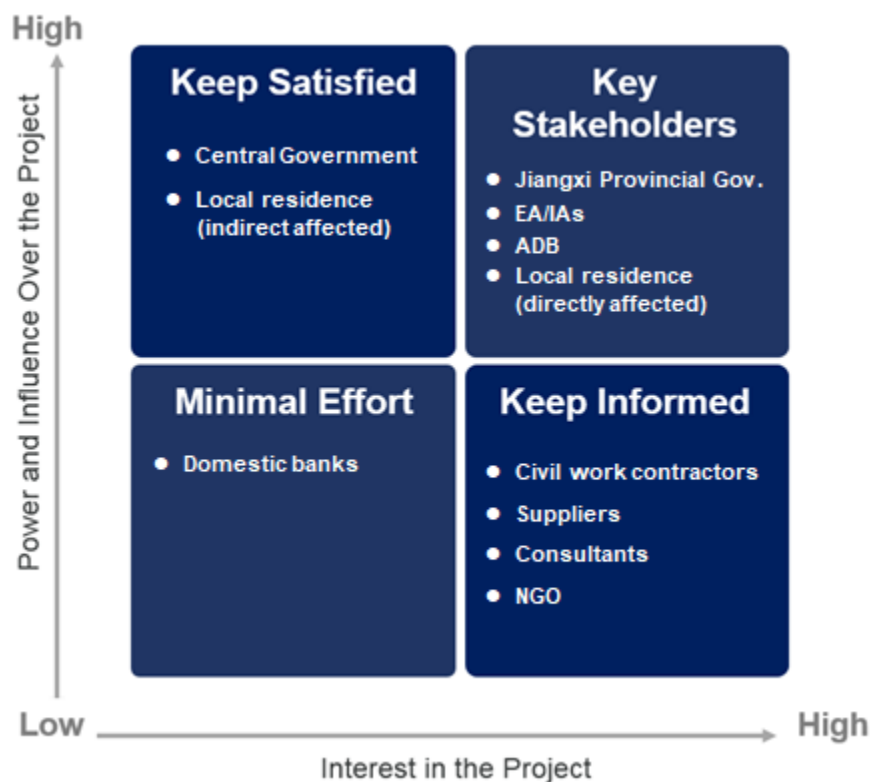 High
Power and Influence Over the Project
Keep Satisfied
● Central Government
● Local residence
(indirect affected)
Key
Stakeholders
● Jiangxi Provincial Gov.
● EA/IAs
● ADB
● Local residence
(directly affected)
Minimal Effort
● Domestic banks
Keep Informed
● Civil work contractors
● Suppliers
● Consultants
● NGO
Low
High
Interest in the Project